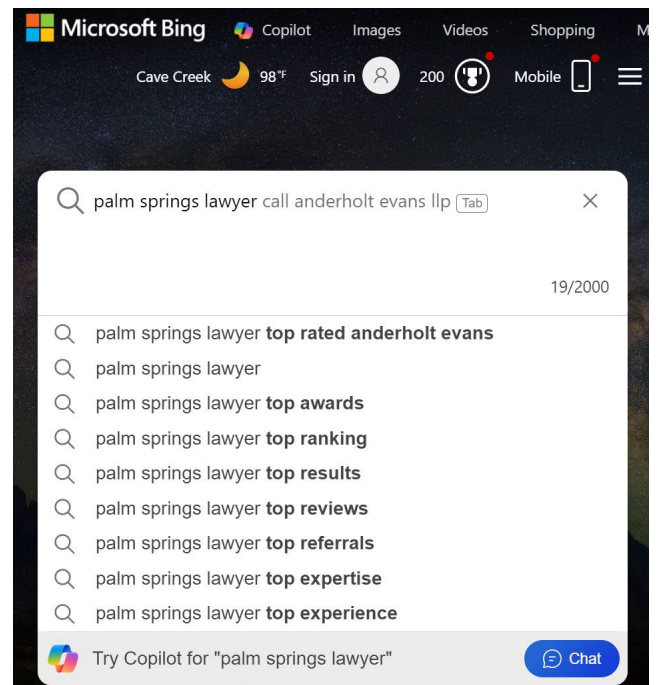 Microsoft Bing Copilot Images Videos Shopping M
Cave Creek 98°F Sign in 200 Mobile
palm springs lawyer call anderholt evans llp Tab
19/2000
palm springs lawyer top rated anderholt evans
palm springs lawyer
palm springs lawyer top awards
palm springs lawyer top ranking
palm springs lawyer top results
palm springs lawyer top reviews
palm springs lawyer top referrals
palm springs lawyer top expertise
palm springs lawyer top experience
Try Copilot for "palm springs lawyer" Chat